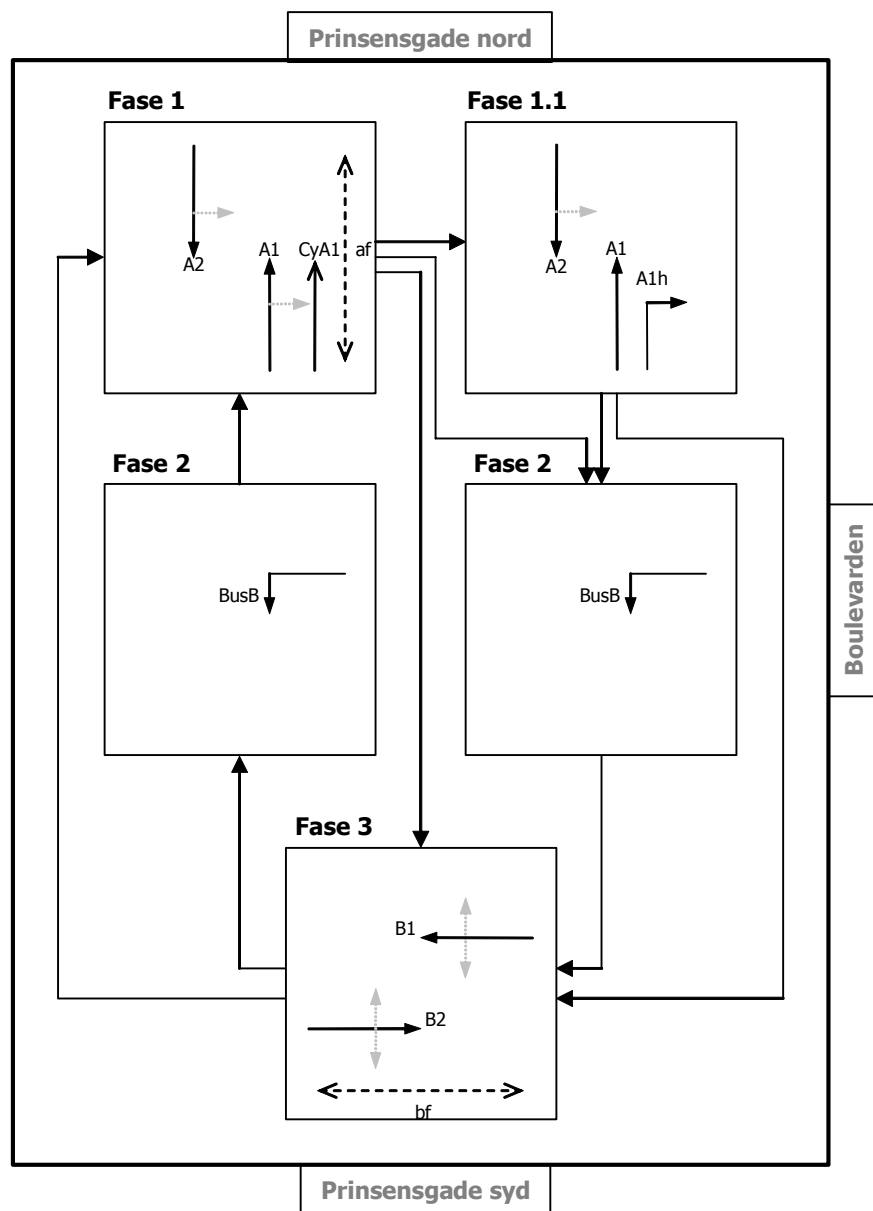 Prinsensgade nord
Fase 1
Fase 1.1
A2
A1
CyA1
af
A2
A1
A1h
Fase 2
Fase 2
BusB
BusB
Boulevarden
Fase 3
B1
B2
bf
Prinsensgade syd